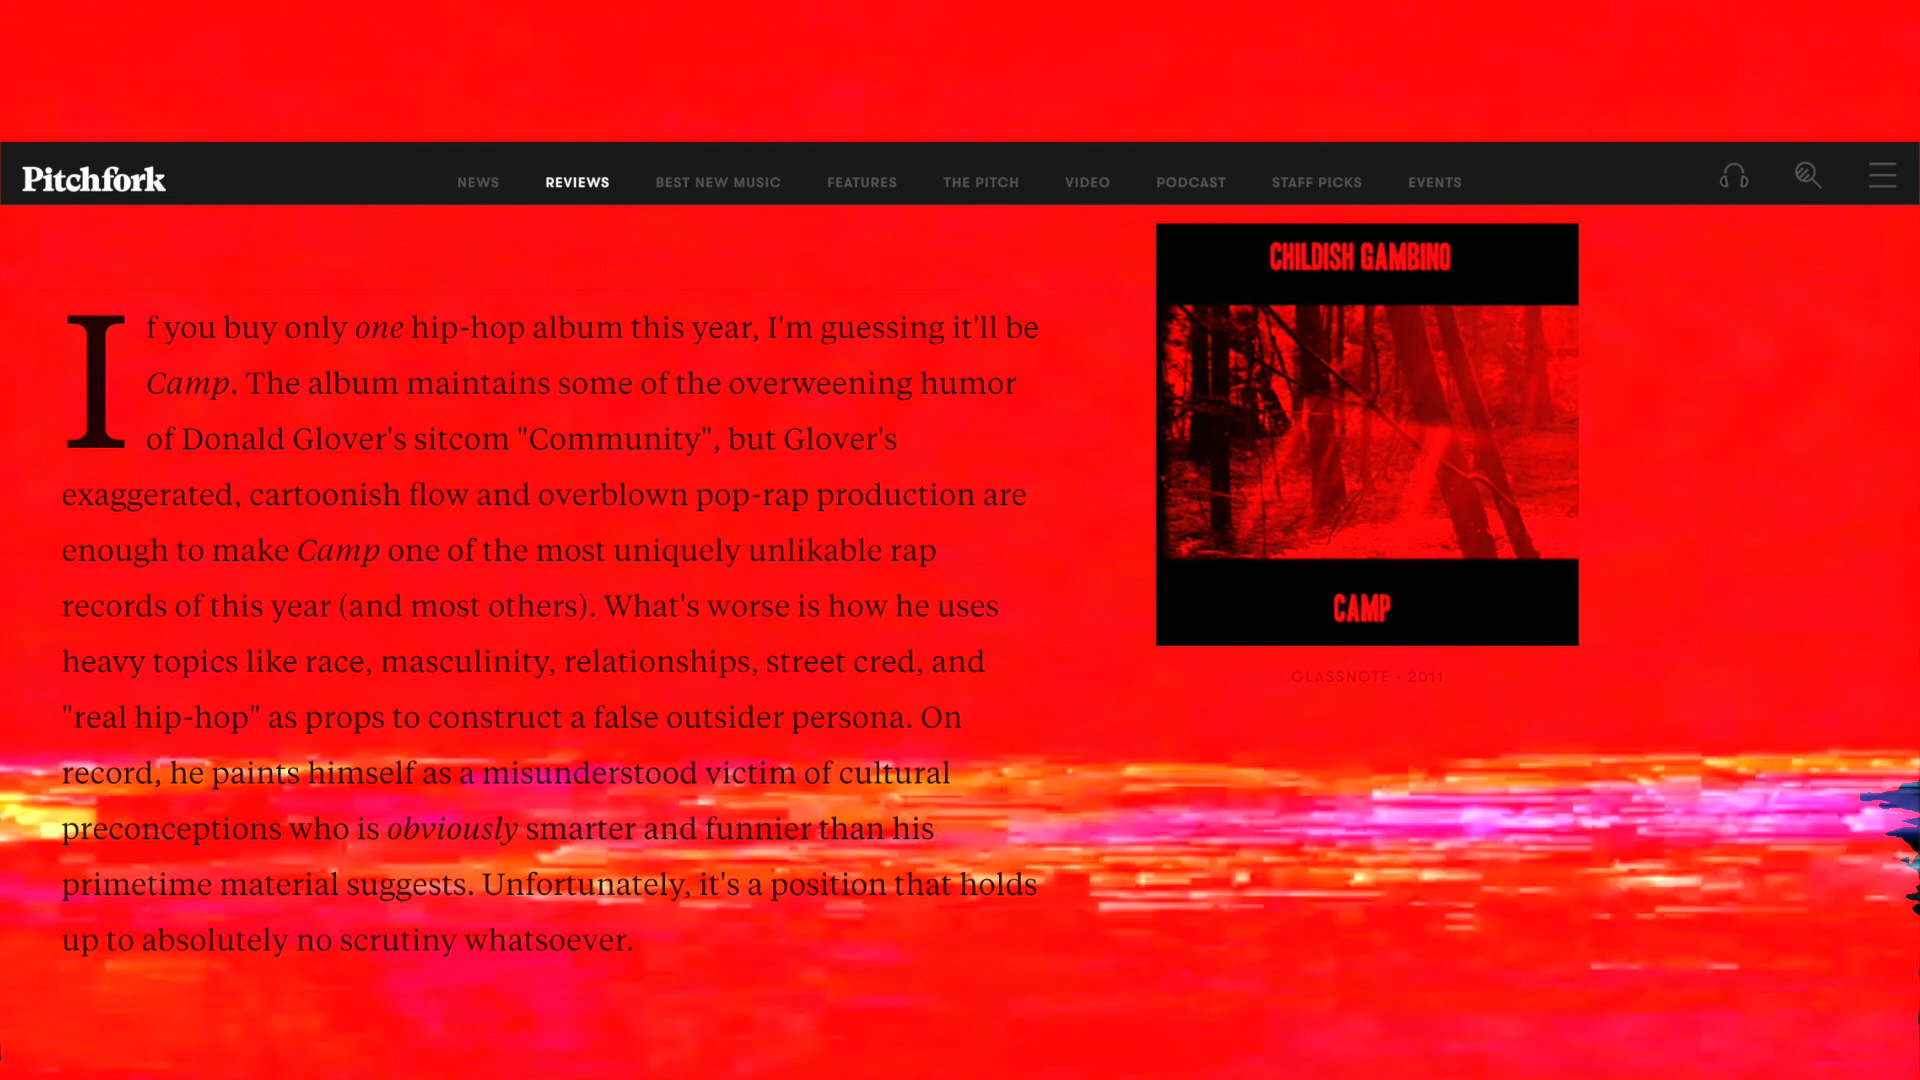 Pitchfork
NEWS REVIEWS BEST NEW MUSIC FEATURES THE PITCH VIDEO PODCAST STAFF PICKS EVENTS
If you buy only one hip-hop album this year, I'm guessing it'll be
Camp. The album maintains some of the overweening humor
of Donald Glover's sitcom "Community", but Glover's
exaggerated, cartoonish flow and overblown pop-rap production are
enough to make Camp one of the most uniquely unlikable rap
records of this year (and most others). What's worse is how he uses
heavy topics like race, masculinity, relationships, street cred, and
"real hip-hop" as props to construct a false outsider persona. On
record, he paints himself as a misunderstood victim of cultural
preconceptions who is obviously smarter and funnier than his
primetime material suggests. Unfortunately, it's a position that holds
up to absolutely no scrutiny whatsoever.
CHILDISH GAMBINO
CAMP
GLASSNOTE • 2011